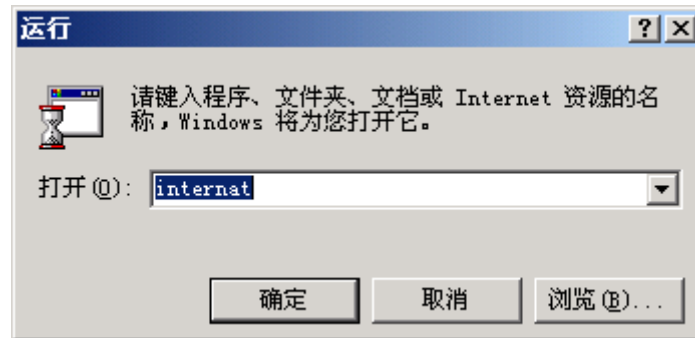 运行
请键入程序、文件夹、文档或 Internet 资源的名
称，Windows 将为您打开它。
打开(O): internat
确定 取消 浏览(B)...